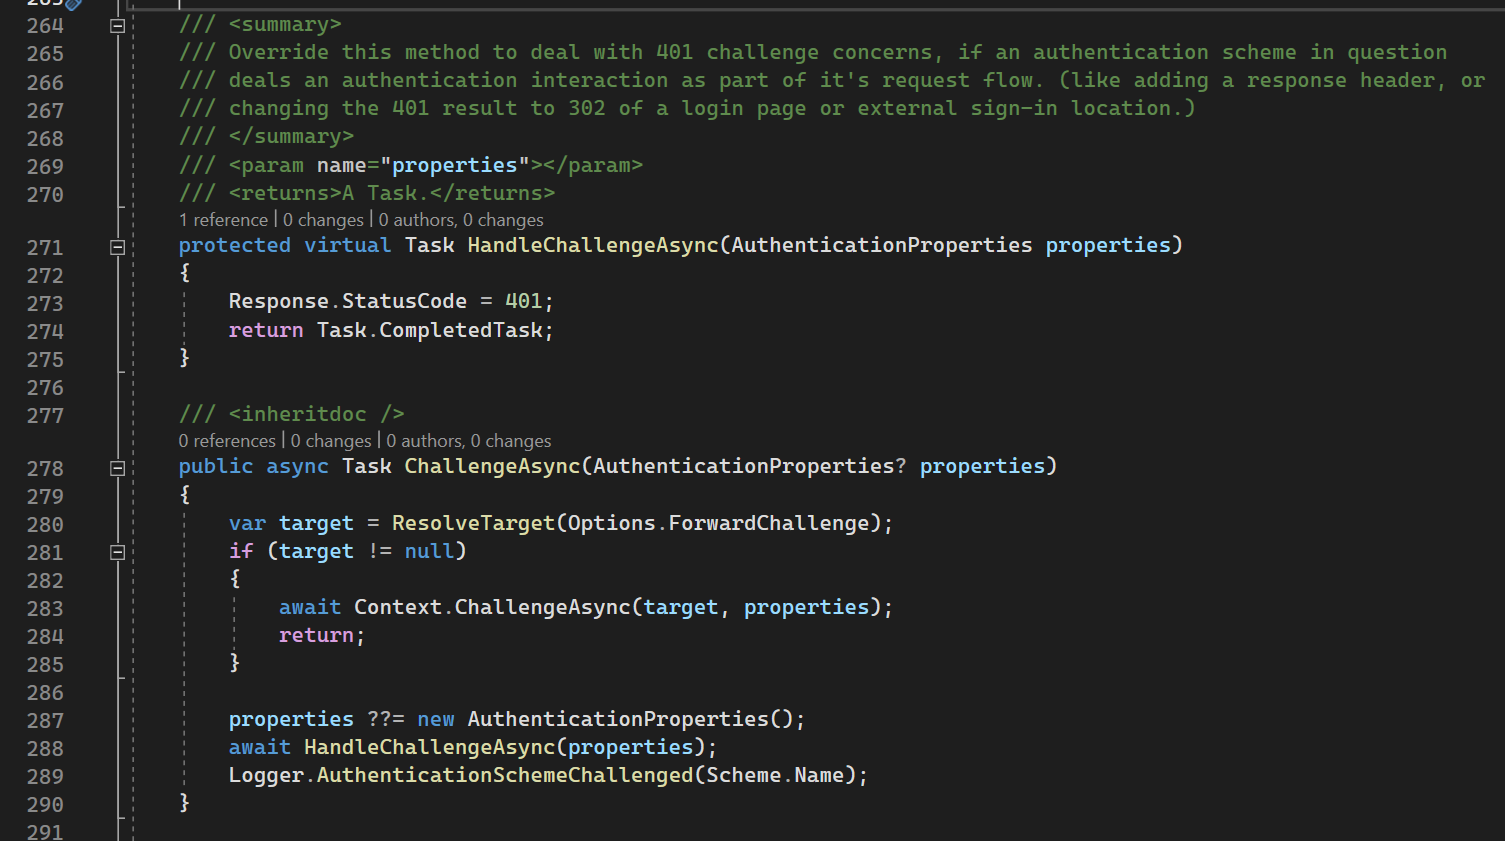 263
264 /// <summary>
265 /// Override this method to deal with 401 challenge concerns, if an authentication scheme in question
266 /// deals an authentication interaction as part of it's request flow. (like adding a response header, or
267 /// changing the 401 result to 302 of a login page or external sign-in location.)
268 /// </summary>
269 /// <param name="properties"></param>
270 /// <returns>A Task.</returns>
1 reference | 0 changes | 0 authors, 0 changes
271 protected virtual Task HandleChallengeAsync(AuthenticationProperties properties)
272 {
273 Response.StatusCode = 401;
274 return Task.CompletedTask;
275 }
276
277 /// <inheritdoc />
0 references | 0 changes | 0 authors, 0 changes
278 public async Task ChallengeAsync(AuthenticationProperties? properties)
279 {
280 var target = ResolveTarget(Options.ForwardChallenge);
281 if (target != null)
282 {
283 await Context.ChallengeAsync(target, properties);
284 return;
285 }
286
287 properties ??= new AuthenticationProperties();
288 await HandleChallengeAsync(properties);
289 Logger.AuthenticationSchemeChallenged(Scheme.Name);
290 }
291